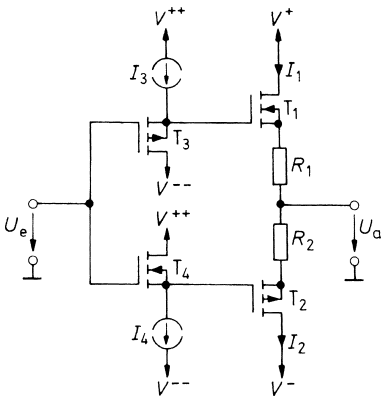 V++ V+
I3 I1
T1
T3
R1
V--
V++
Ue Ua
R2
T4
T2
I4 I2
V-- V-